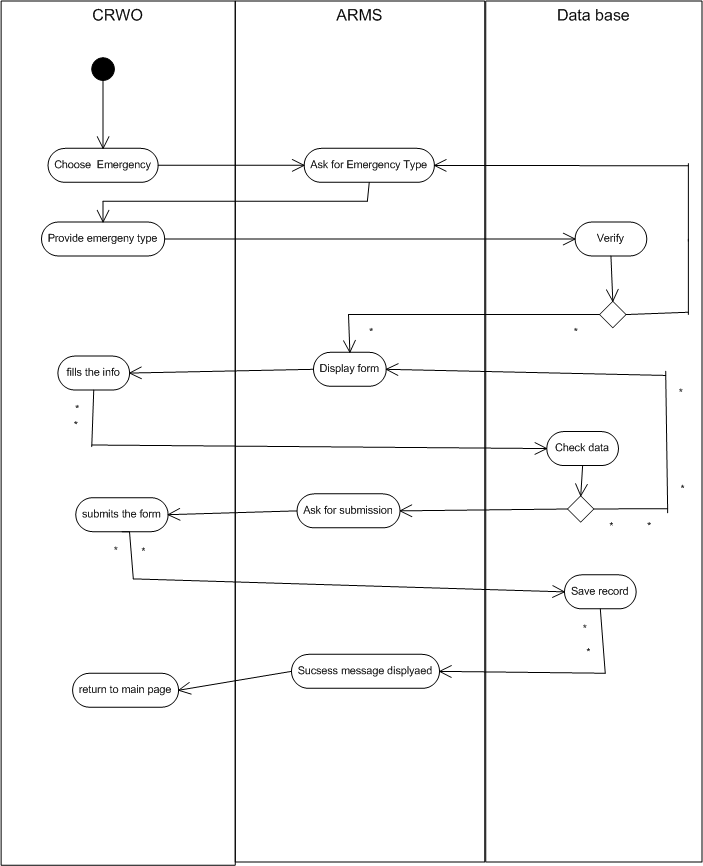 CRWO
ARMS
Data base
Choose  Emergency
Ask for Emergency Type
Provide emergeny type
Verify
*
*
Display form
fills the info
*
*
*
Check data
*
Ask for submission
submits the form
*
*
*
*
Save record
*
*
Sucsess message displyaed
return to main page